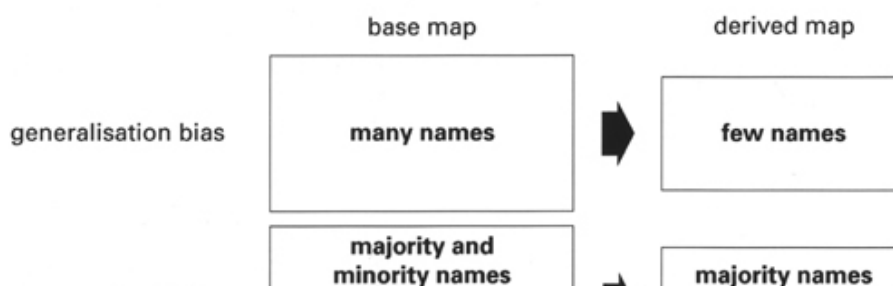 base map derived map
generalisation bias many names few names
majority and
minority names majority names